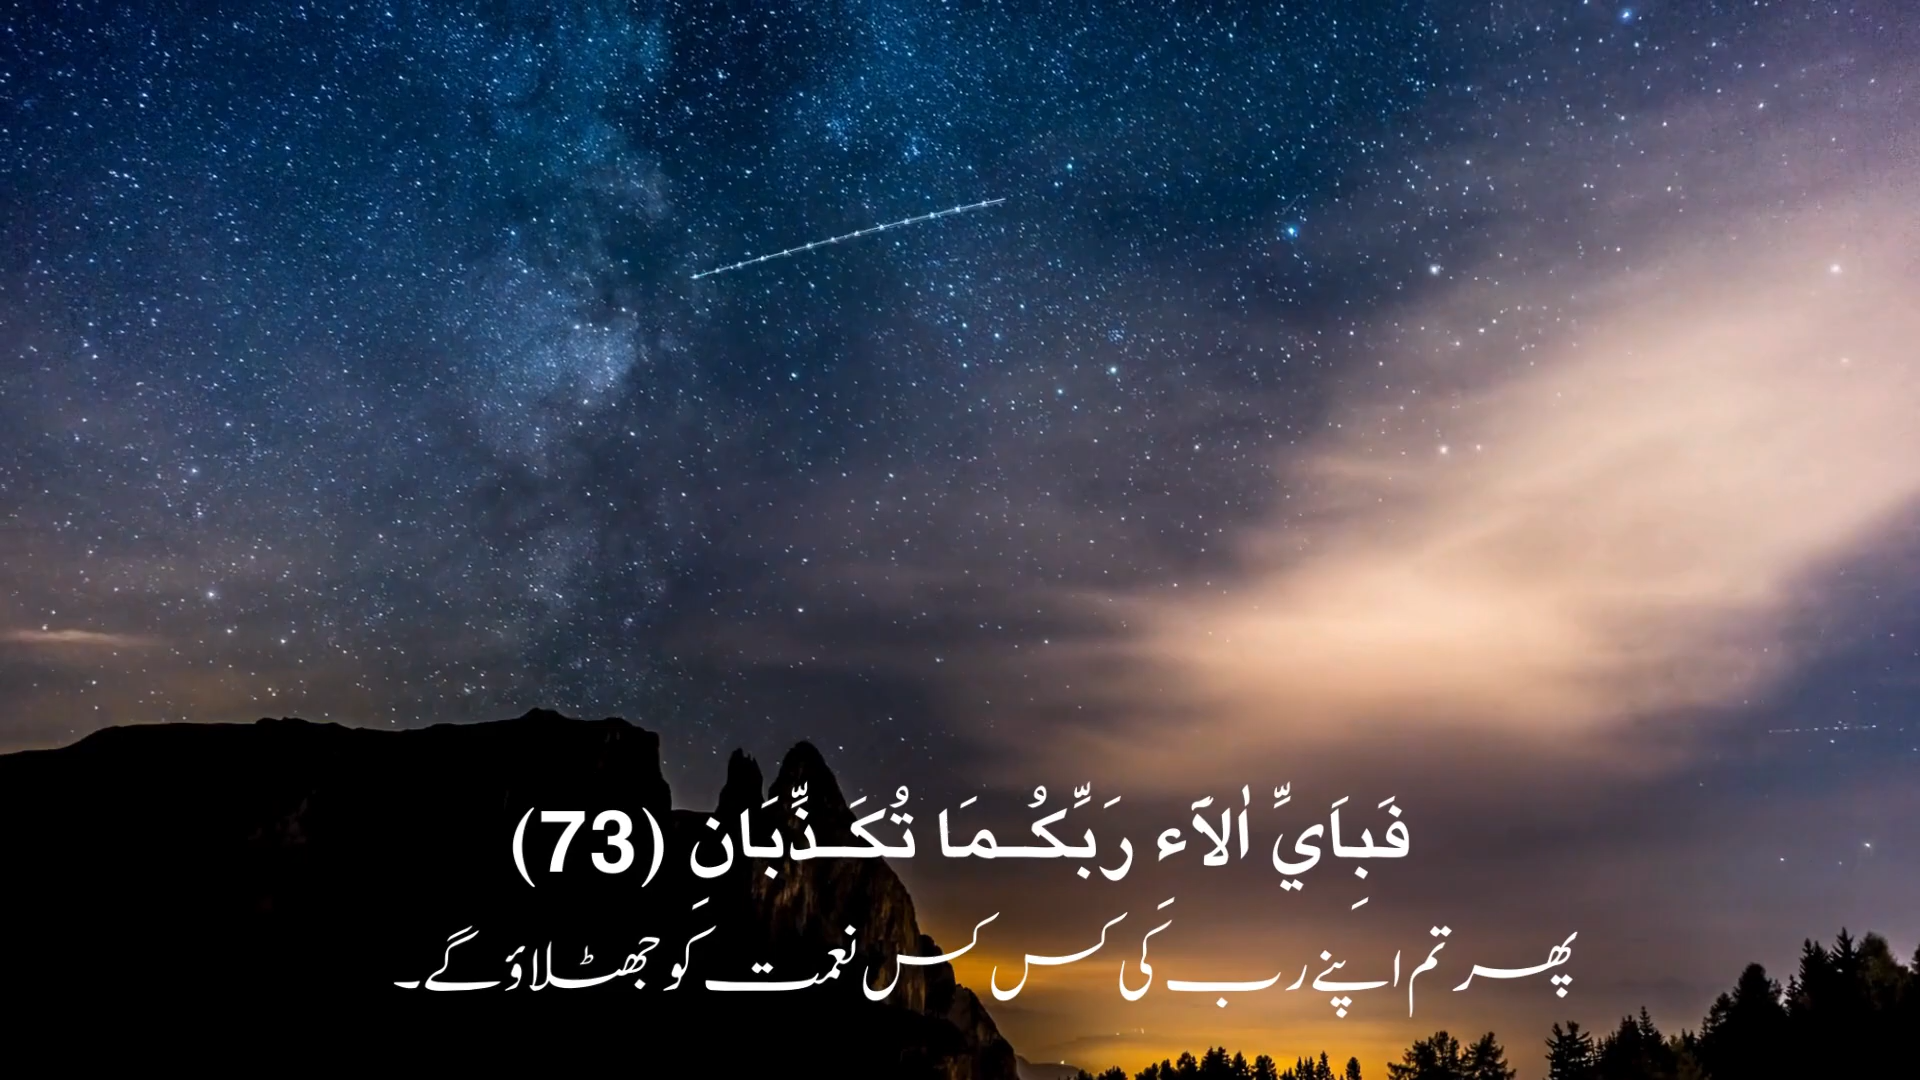 فَبِاَيِّ اٰلَآءِ رَبِّكُمَا تُكَذِّبَانِ (73)
پھر تم اپنے رب کی کس کس نعمت کو جھٹلاؤ گے۔